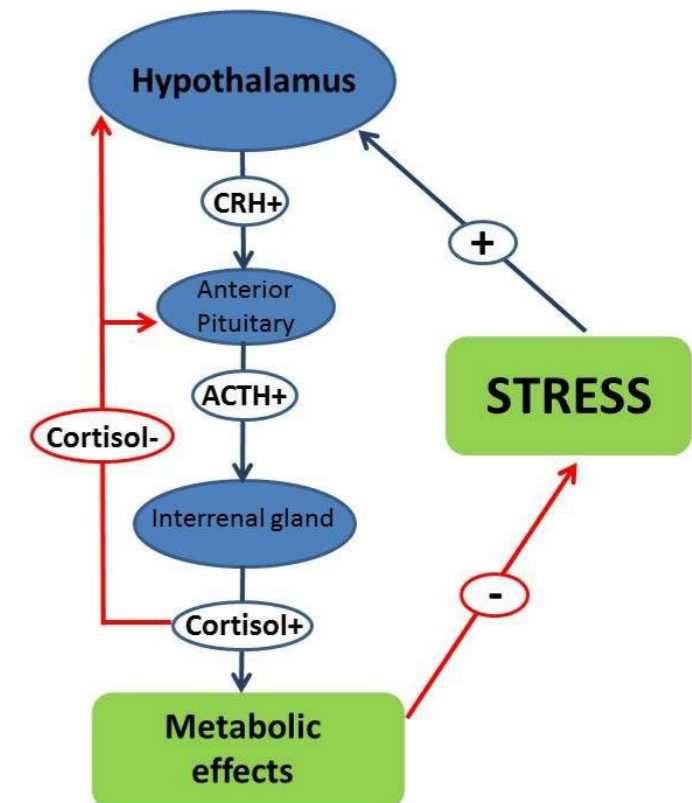 Hypothalamus
CRH+
+
Anterior
Pituitary
ACTH+
STRESS
Cortisol-
Interrenal gland
-
Cortisol+
Metabolic
effects